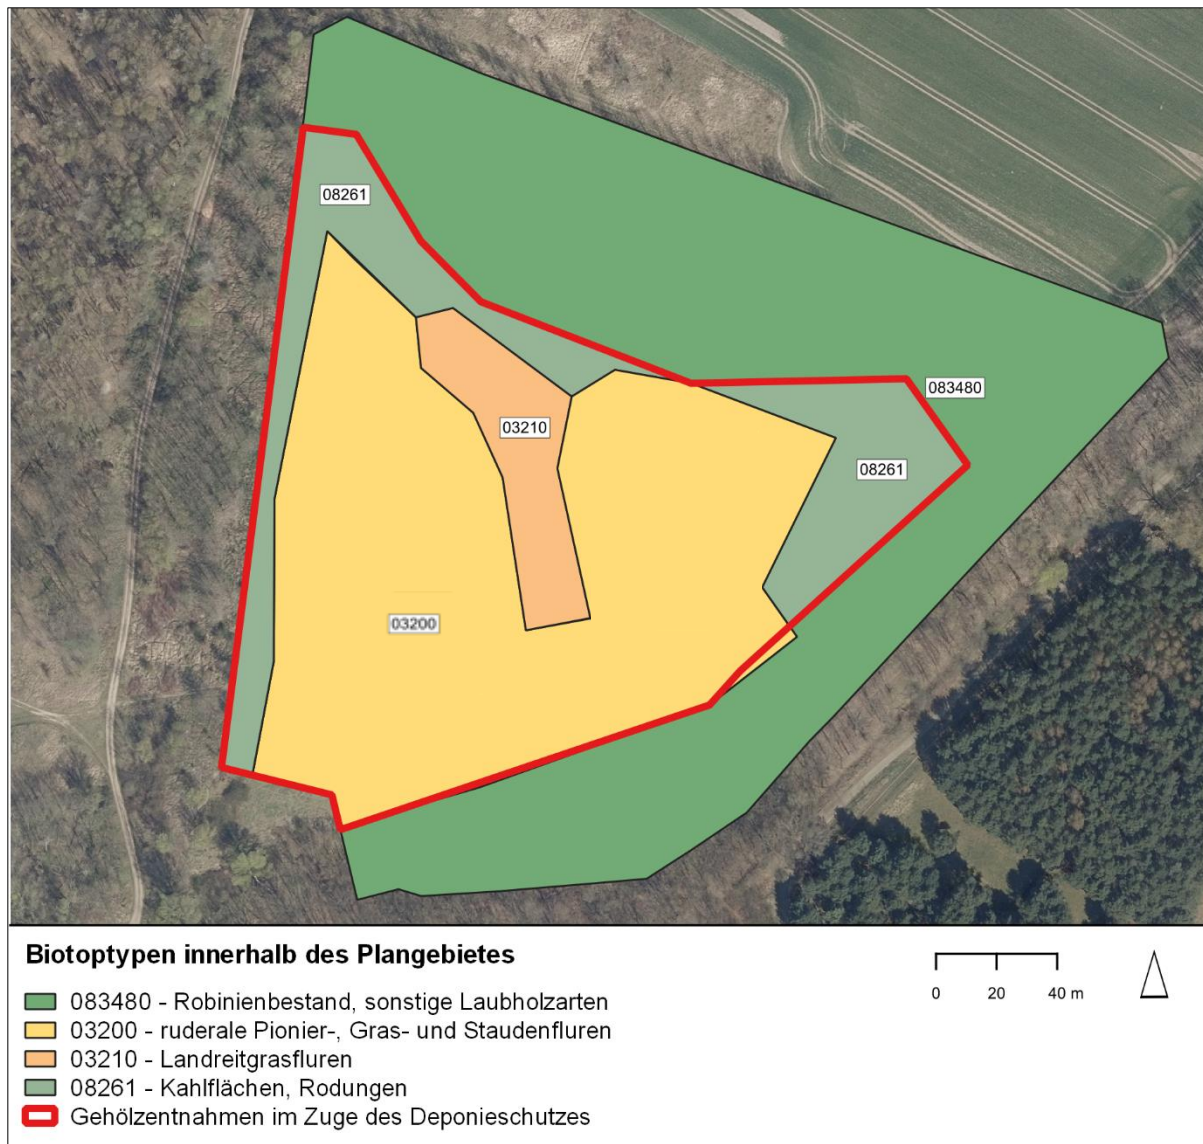 08261
083480
03210
08261
03200
Biotoptypen innerhalb des Plangebietes
083480 - Robinienbestand, sonstige Laubholzarten
03200 - ruderale Pionier-, Gras- und Staudenfluren
03210 - Landreitgrasfluren
08261 - Kahlflächen, Rodungen
Gehölzentnahmen im Zuge des Deponieschutzes
0 20 40 m